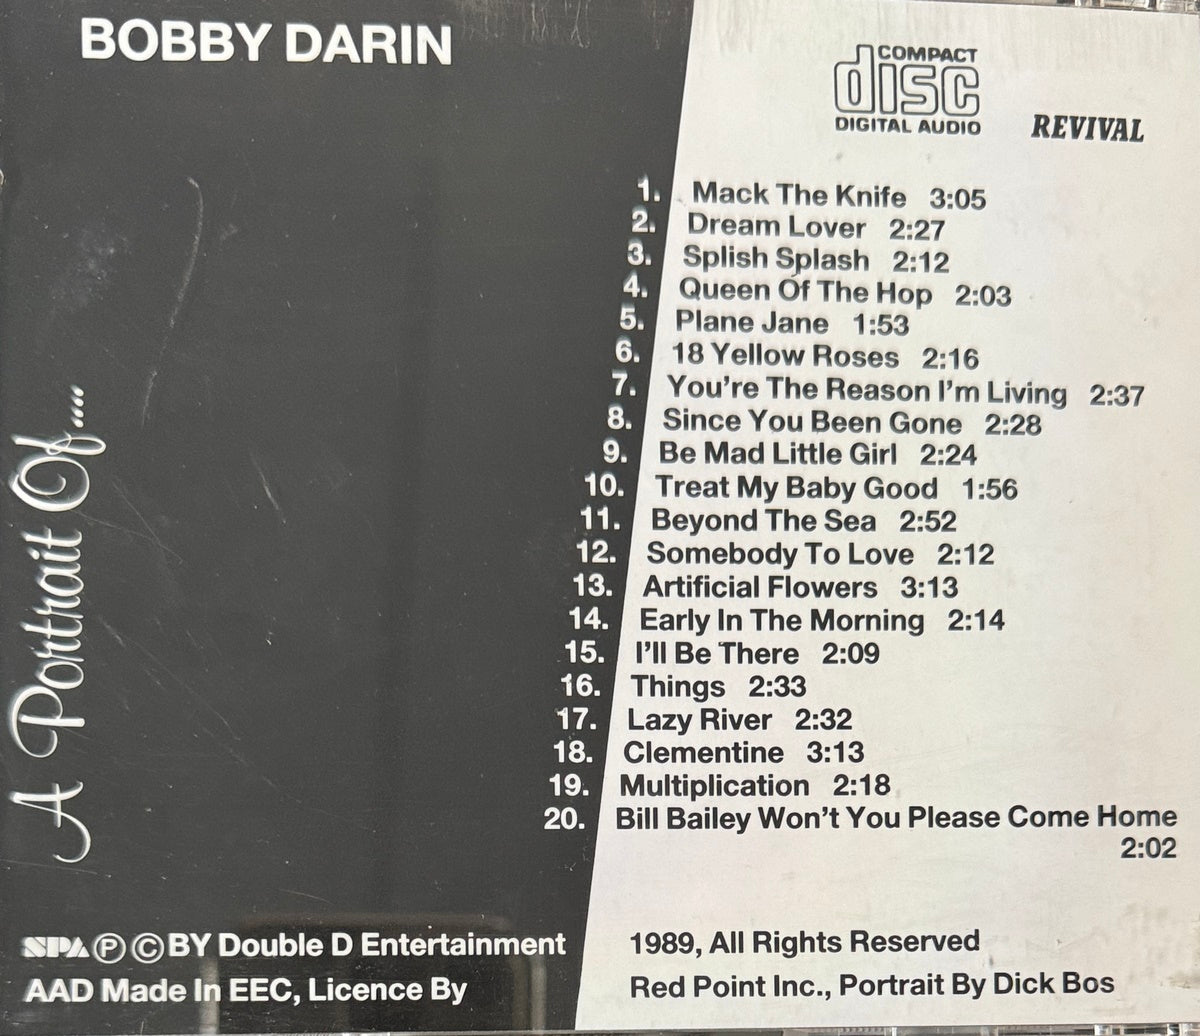 BOBBY DARIN
COMPACT
disc
DIGITAL AUDIO
REVIVAL
A Portrait Of....
1. Mack The Knife 3:05
2. Dream Lover 2:27
3. Splish Splash 2:12
4. Queen Of The Hop 2:03
5. Plane Jane 1:53
6. 18 Yellow Roses 2:16
7. You're The Reason I'm Living 2:37
8. Since You Been Gone 2:28
9. Be Mad Little Girl 2:24
10. Treat My Baby Good 1:56
11. Beyond The Sea 2:52
12. Somebody To Love 2:12
13. Artificial Flowers 3:13
14. Early In The Morning 2:14
15. I'll Be There 2:09
16. Things 2:33
17. Lazy River 2:32
18. Clementine 3:13
19. Multiplication 2:18
20. Bill Bailey Won't You Please Come Home
2:02
SPA ℗ © BY Double D Entertainment 1989, All Rights Reserved
AAD Made In EEC, Licence By Red Point Inc., Portrait By Dick Bos